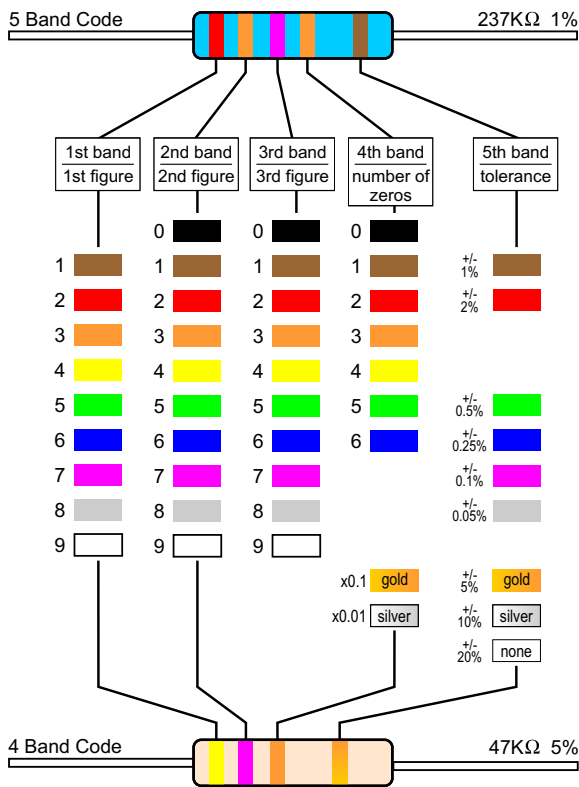 5 Band Code 237KΩ 1%
1st band 2nd band 3rd band 4th band 5th band
1st figure 2nd figure 3rd figure number of tolerance
zeros
0 0 0
1 1 1 1 +/- 1%
2 2 2 2 +/- 2%
3 3 3 3
4 4 4 4
5 5 5 5 +/- 0.5%
6 6 6 6 +/- 0.25%
7 7 7 +/- 0.1%
8 8 8 +/- 0.05%
9 9 9
x0.1 gold +/- 5% gold
x0.01 silver +/- 10% silver
+/- 20% none
4 Band Code 47KΩ 5%